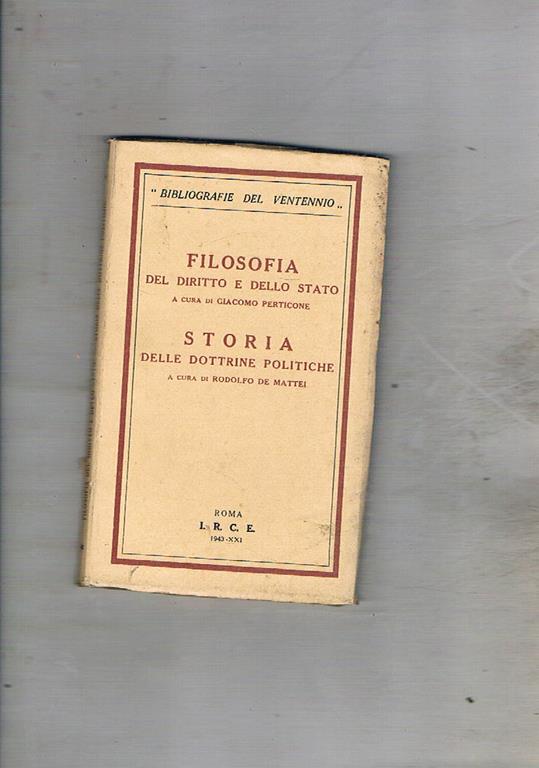 " BIBLIOGRAFIE DEL VENTENNIO "
FILOSOFIA
DEL DIRITTO E DELLO STATO
A CURA DI GIACOMO PERTICONE
STORIA
DELLE DOTTRINE POLITICHE
A CURA DI RODOLFO DE MATTEI
ROMA
I. R. C. E.
1943-XXI